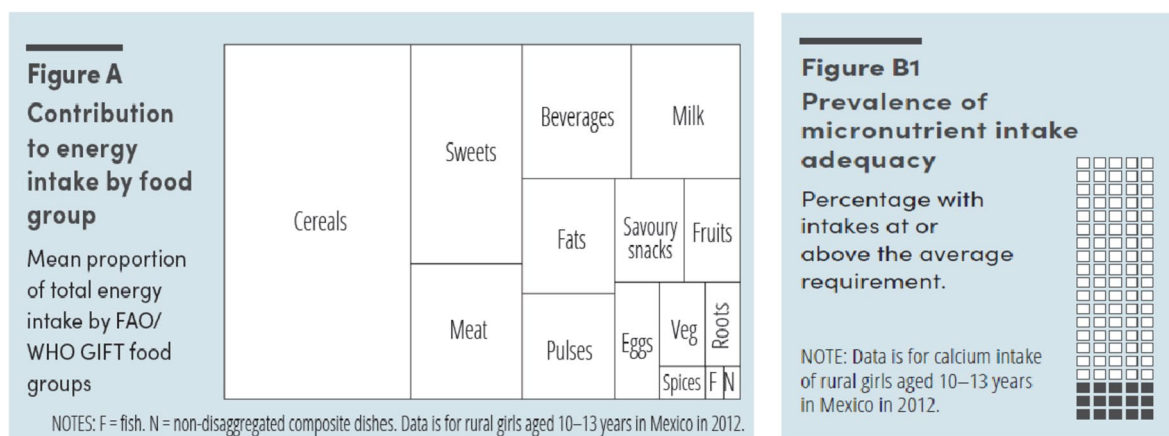 Figure A
Contribution
to energy
intake by food
group
Mean proportion
of total energy
intake by FAO/
WHO GIFT food
groups
Cereals
Sweets
Meat
Beverages
Milk
Fats
Savoury
snacks
Fruits
Pulses
Eggs
Veg
Roots
Spices
F
N
NOTES: F = fish. N = non-disaggregated composite dishes. Data is for rural girls aged 10–13 years in Mexico in 2012.
Figure B1
Prevalence of
micronutrient intake
adequacy
Percentage with
intakes at or
above the average
requirement.
NOTE: Data is for calcium intake
of rural girls aged 10–13 years
in Mexico in 2012.